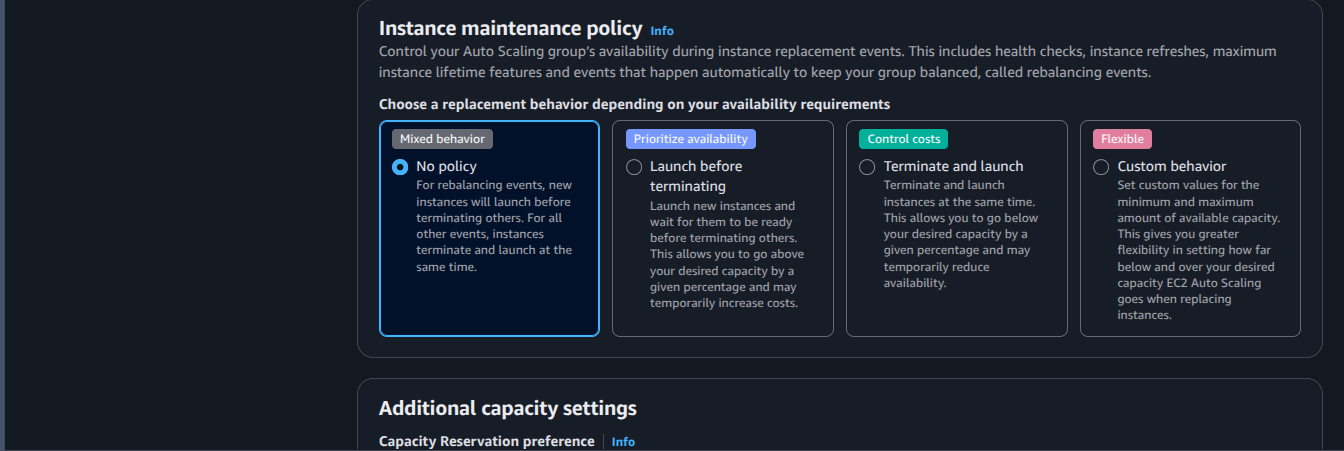 Instance maintenance policy Info
Control your Auto Scaling group's availability during instance replacement events. This includes health checks, instance refreshes, maximum
instance lifetime features and events that happen automatically to keep your group balanced, called rebalancing events.
Choose a replacement behavior depending on your availability requirements
Mixed behavior
No policy
For rebalancing events, new
instances will launch before
terminating others. For all
other events, instances
terminate and launch at the
same time.
Prioritize availability
Launch before
terminating
Launch new instances and
wait for them to be ready
before terminating others.
This allows you to go above
your desired capacity by a
given percentage and may
temporarily increase costs.
Control costs
Terminate and launch
Terminate and launch
instances at the same time.
This allows you to go below
your desired capacity by a
given percentage and may
temporarily reduce
availability.
Flexible
Custom behavior
Set custom values for the
minimum and maximum
amount of available capacity.
This gives you greater
flexibility in setting how far
below and over your desired
capacity EC2 Auto Scaling
goes when replacing
instances.
Additional capacity settings
Capacity Reservation preference Info